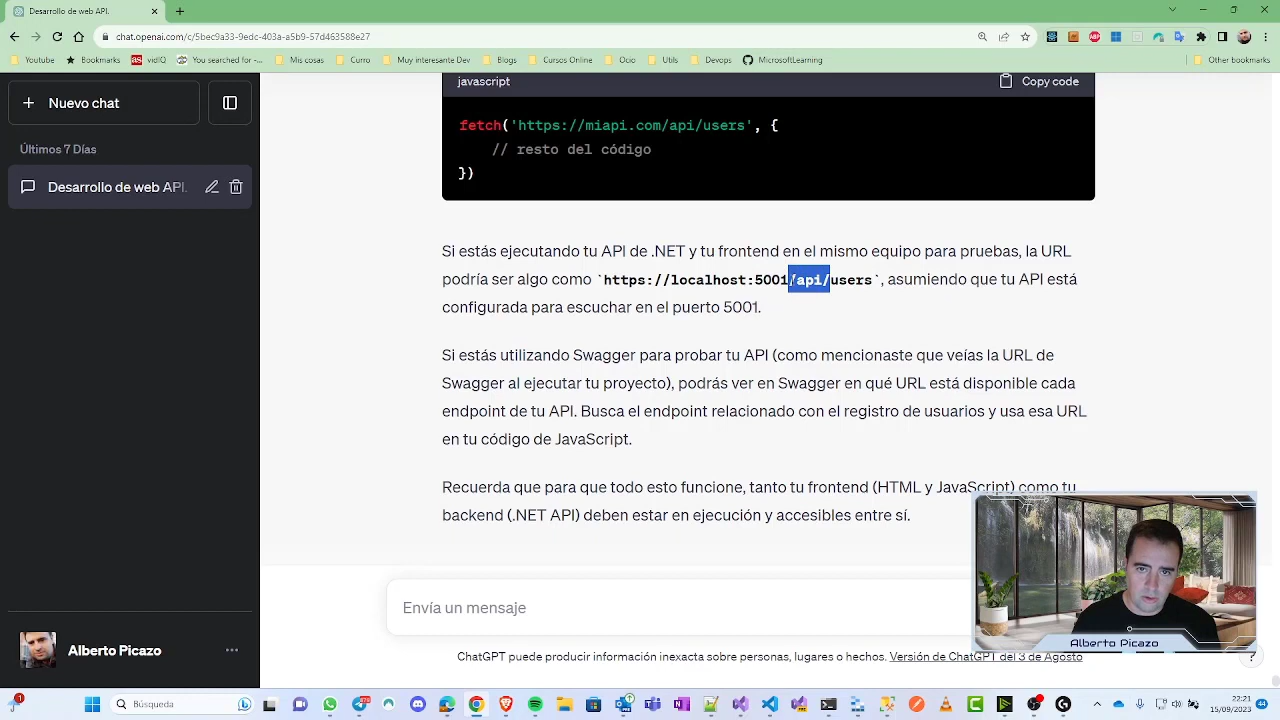 Desarrollo de web API.
chat.openai.com/c/5bec9a33-9edc-403a-a5b9-57d463588e27
Youtube
Bookmarks
vidIQ
You searched for -...
Mis cosas
Curro
Muy interesante Dev
Blogs
Cursos Online
Ocio
Utils
Devops
MicrosoftLearning
Other bookmarks
Nuevo chat
Últimos 7 Días
Desarrollo de web API.
javascript
Copy code
fetch('https://miapi.com/api/users', {
// resto del código
})
Si estás ejecutando tu API de .NET y tu frontend en el mismo equipo para pruebas, la URL
podría ser algo como `https://localhost:5001/api/users`, asumiendo que tu API está
configurada para escuchar en el puerto 5001.
Si estás utilizando Swagger para probar tu API (como mencionaste que veías la URL de
Swagger al ejecutar tu proyecto), podrás ver en Swagger en qué URL está disponible cada
endpoint de tu API. Busca el endpoint relacionado con el registro de usuarios y usa esa URL
en tu código de JavaScript.
Recuerda que para que todo esto funcione, tanto tu frontend (HTML y JavaScript) como tu
backend (.NET API) deben estar en ejecución y accesibles entre sí.
Envía un mensaje
ChatGPT puede producir información inexacta sobre personas, lugares o hechos. Versión de ChatGPT del 3 de Agosto
?
Alberto Picazo
Alberto Picazo
Búsqueda
22:21
15/09/2023